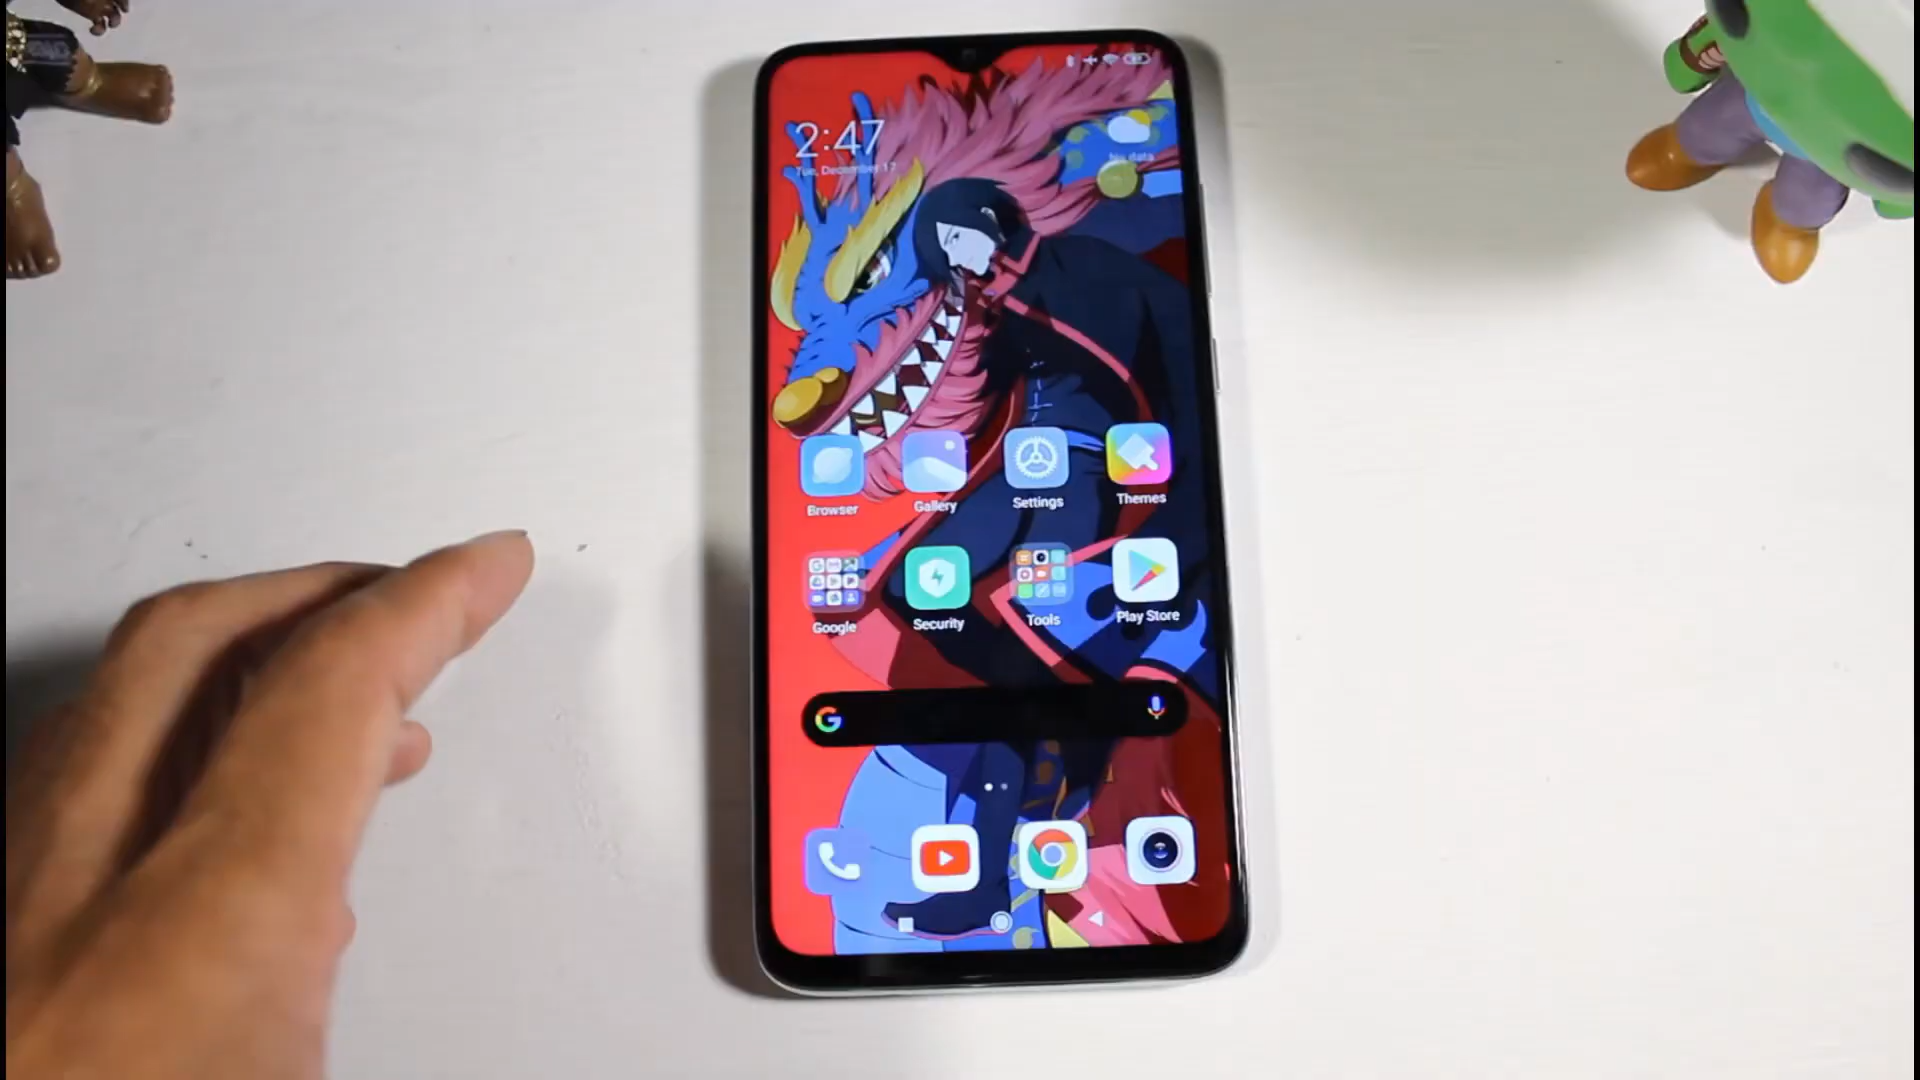 2:47
Tue, December 17
No data
Browser
Gallery
Settings
Themes
Google
Security
Tools
Play Store
G